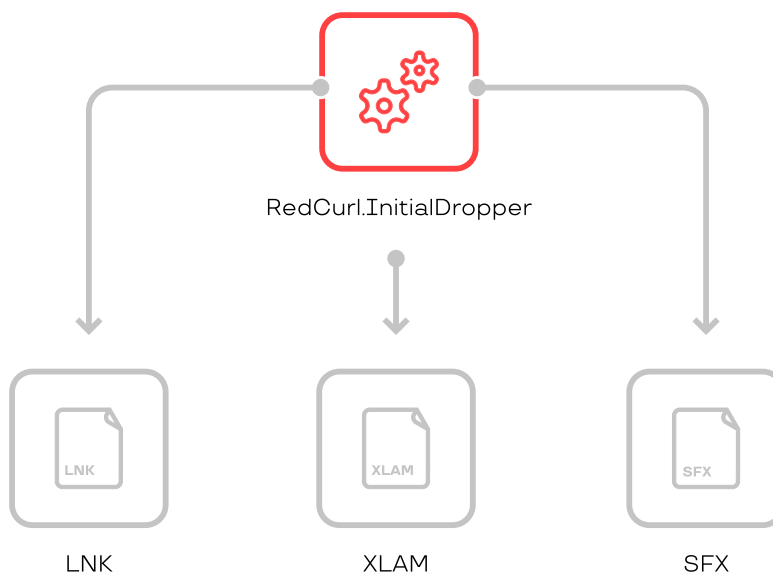 RedCurl.InitialDropper
LNK
XLAM
SFX
LNK
XLAM
SFX